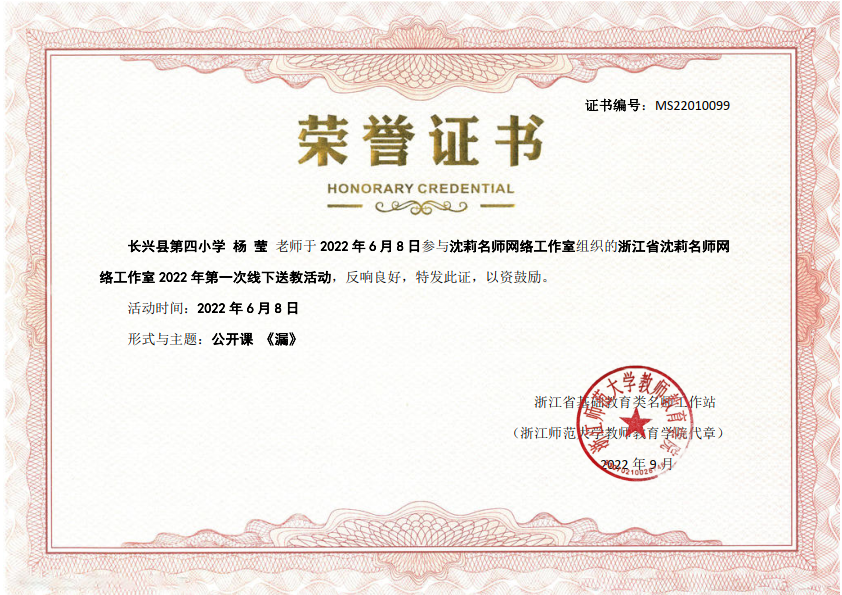 证书编号：MS22010099
荣誉证书
HONORARY CREDENTIAL
长兴县第四小学 杨 莹 老师于 2022 年 6 月 8 日参与沈莉名师网络工作室组织的浙江省沈莉名师网
络工作室 2022 年第一次线下送教活动，反响良好，特发此证，以资鼓励。
活动时间：2022 年 6 月 8 日
形式与主题：公开课 《漏》
浙江省基础教育类名师工作站
（浙江师范大学教师教育学院代章）
2022 年 9 月
浙江师范大学教师教育学院